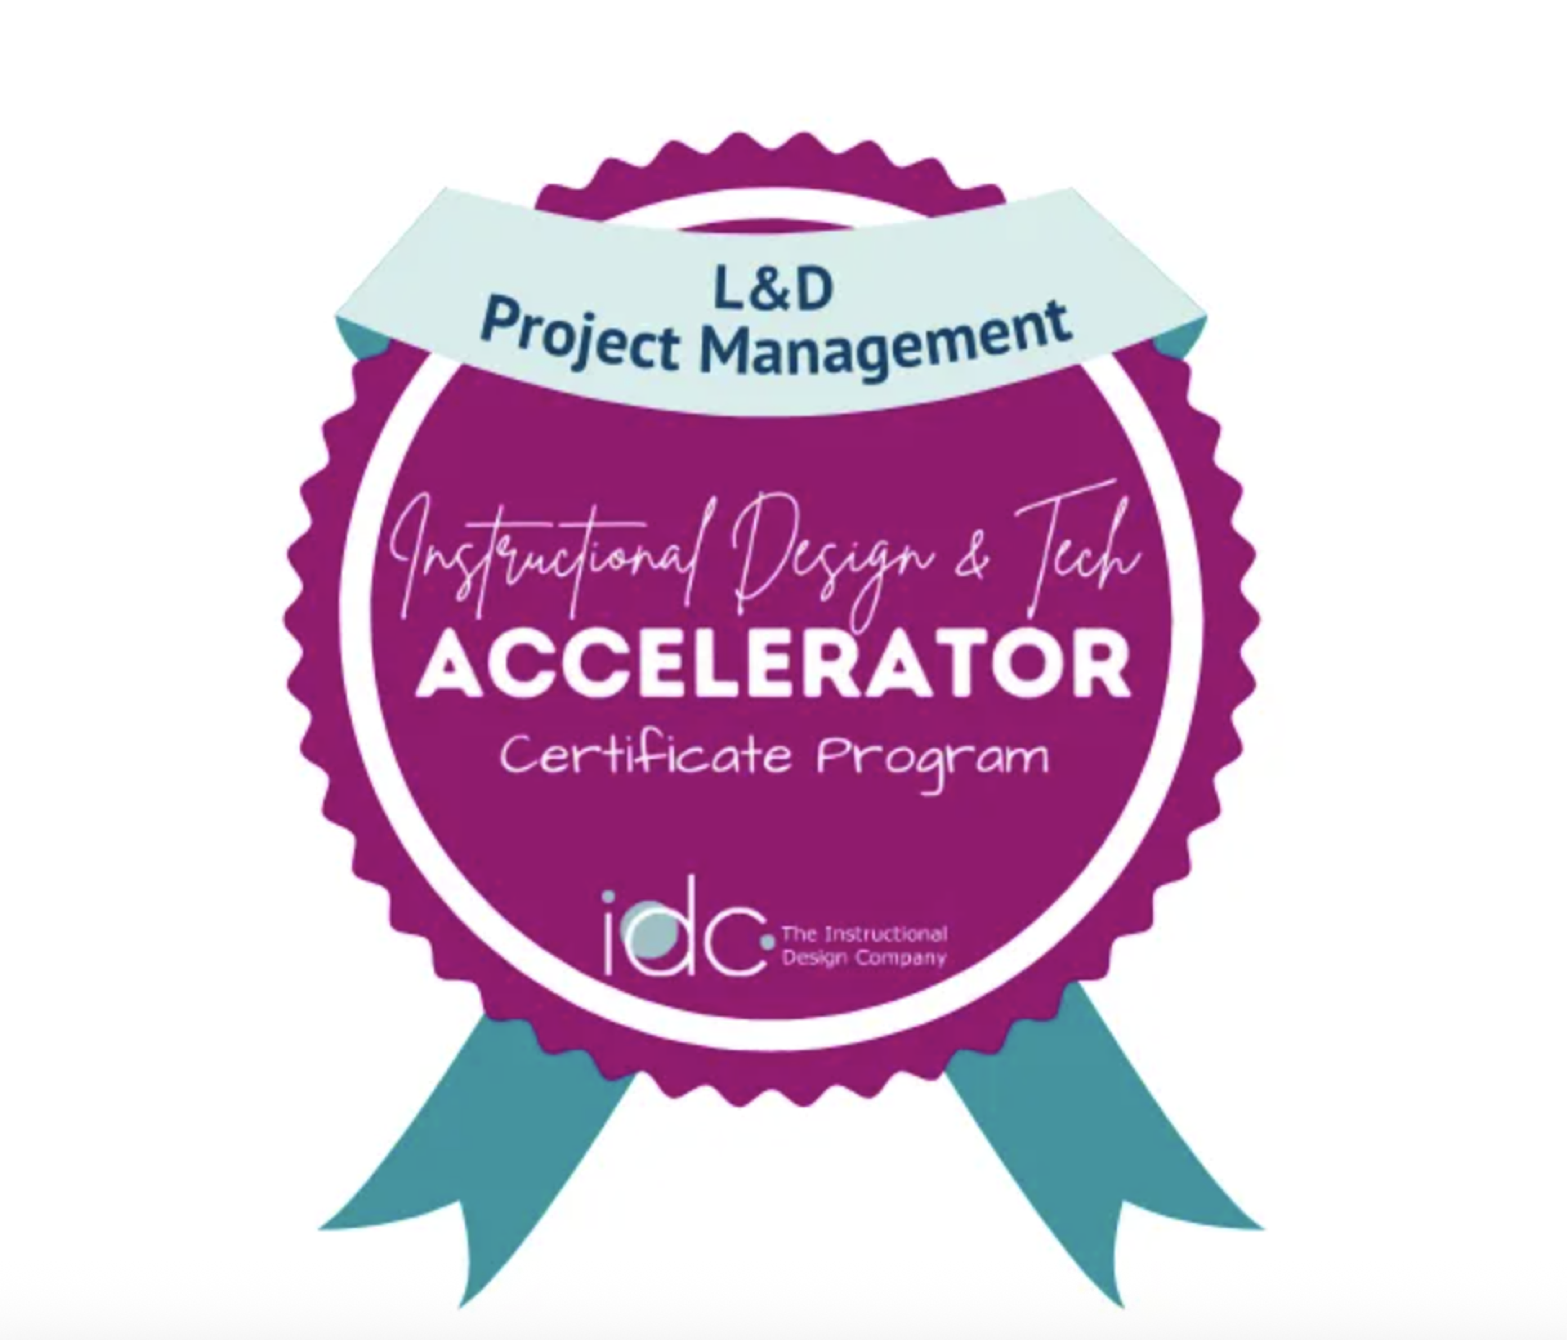 L&D
Project Management
Instructional Design & Tech
ACCELERATOR
Certificate Program
idc
The Instructional
Design Company